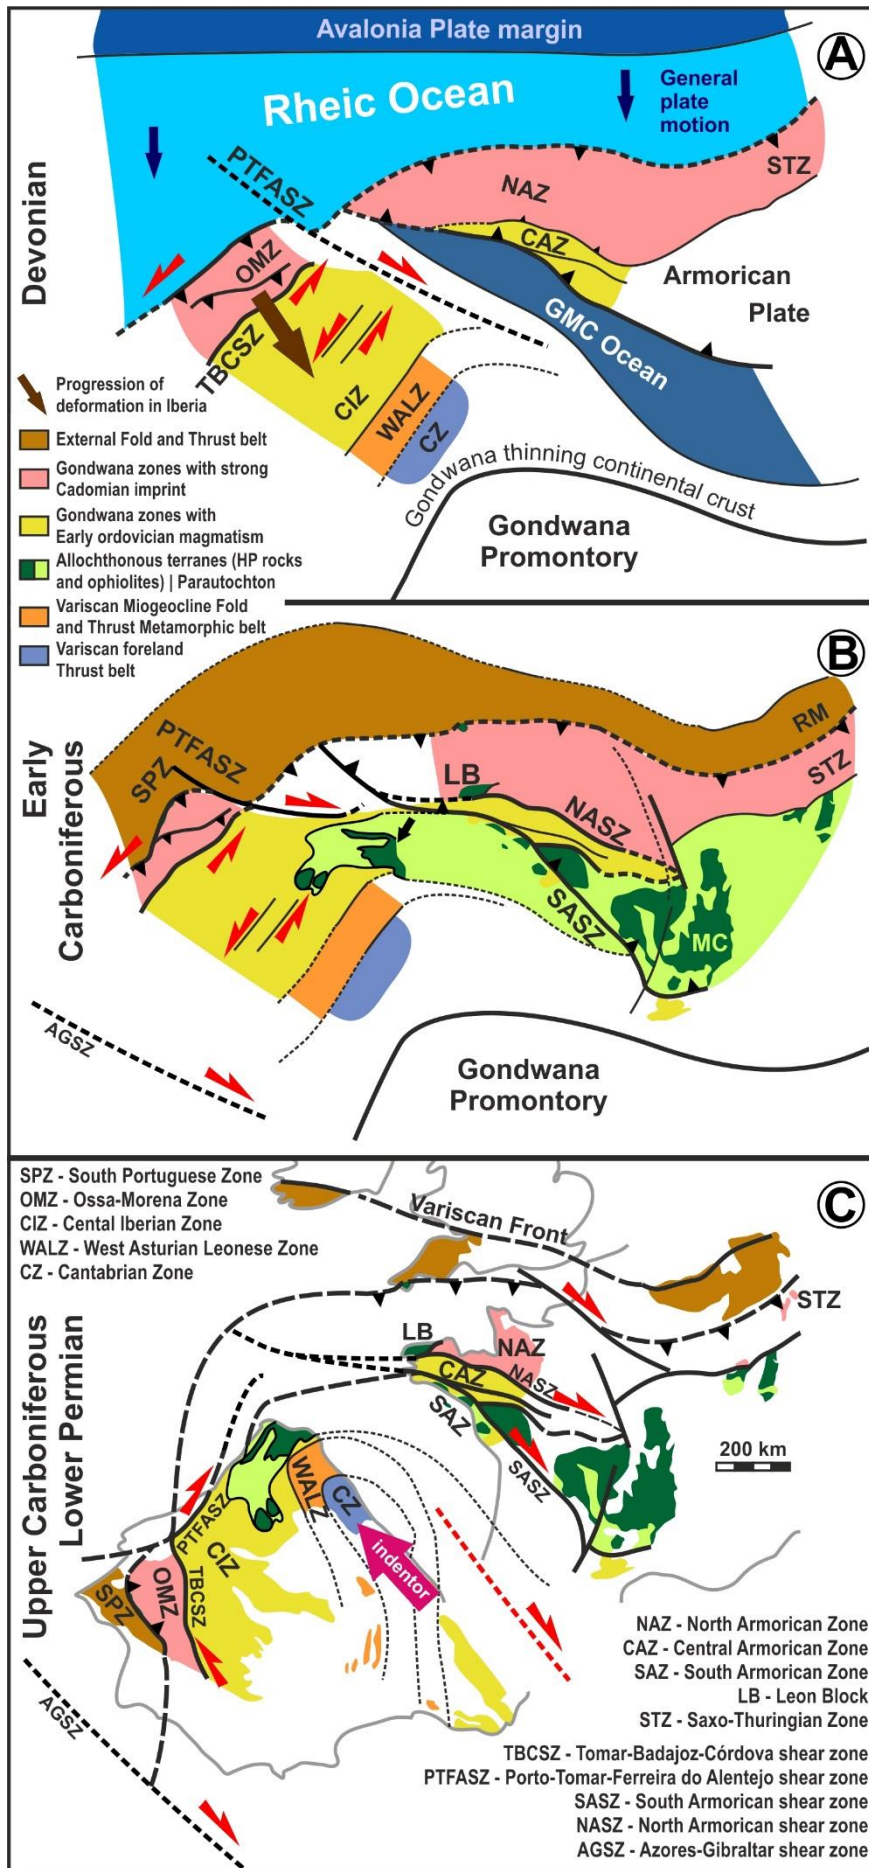 Avalonia Plate margin
A
Rheic Ocean
General
plate
motion
Devonian
PTFASZ
STZ
NAZ
OMZ
CAZ
Armorican
Plate
GMC Ocean
TBCSZ
CIZ
WALZ
CZ
Gondwana thinning continental crust
Gondwana
Promontory
Progression of
deformation in Iberia
External Fold and Thrust belt
Gondwana zones with strong
Cadomian imprint
Gondwana zones with
Early ordovician magmatism
Allochthonous terranes (HP rocks
and ophiolites) | Parautochton
Variscan Miogeocline Fold
and Thrust Metamorphic belt
Variscan foreland
Thrust belt
B
Early
Carboniferous
PTFASZ
SPZ
RM
STZ
LB
NASZ
SASZ
MC
AGSZ
Gondwana
Promontory
C
SPZ - South Portuguese Zone
OMZ - Ossa-Morena Zone
CIZ - Cental Iberian Zone
WALZ - West Asturian Leonese Zone
CZ - Cantabrian Zone
Variscan Front
STZ
Upper Carboniferous
Lower Permian
LB
NAZ
CAZ
NASZ
SAZ
SASZ
200 km
WALZ
CZ
indentor
PTFASZ
CIZ
TBCSZ
OMZ
SPZ
AGSZ
NAZ - North Armorican Zone
CAZ - Central Armorican Zone
SAZ - South Armorican Zone
LB - Leon Block
STZ - Saxo-Thuringian Zone
TBCSZ - Tomar-Badajoz-Córdova shear zone
PTFASZ - Porto-Tomar-Ferreira do Alentejo shear zone
SASZ - South Armorican shear zone
NASZ - North Armorican shear zone
AGSZ - Azores-Gibraltar shear zone